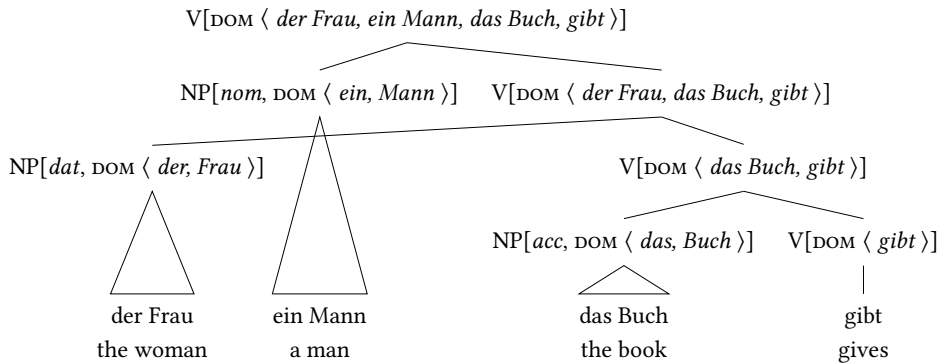 V[DOM ⟨ der Frau, ein Mann, das Buch, gibt ⟩]
NP[nom, DOM ⟨ ein, Mann ⟩] V[DOM ⟨ der Frau, das Buch, gibt ⟩]
NP[dat, DOM ⟨ der, Frau ⟩] V[DOM ⟨ das Buch, gibt ⟩]
NP[acc, DOM ⟨ das, Buch ⟩] V[DOM ⟨ gibt ⟩]
der Frau ein Mann das Buch gibt
the woman a man the book gives